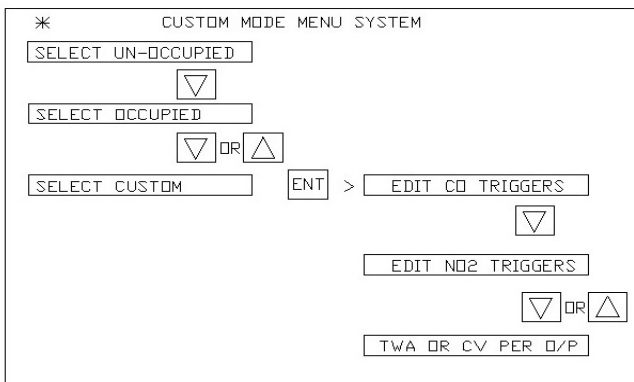 * CUSTOM MODE MENU SYSTEM
SELECT UN-OCCUPIED
SELECT OCCUPIED
OR
SELECT CUSTOM ENT > EDIT CO TRIGGERS
EDIT NO2 TRIGGERS
OR
TWA OR CV PER O/P